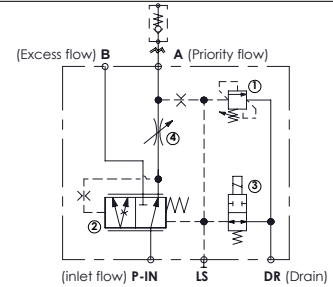 (Excess flow) B A (Priority flow)
①
④
③
②
(inlet flow) P-IN LS DR (Drain)